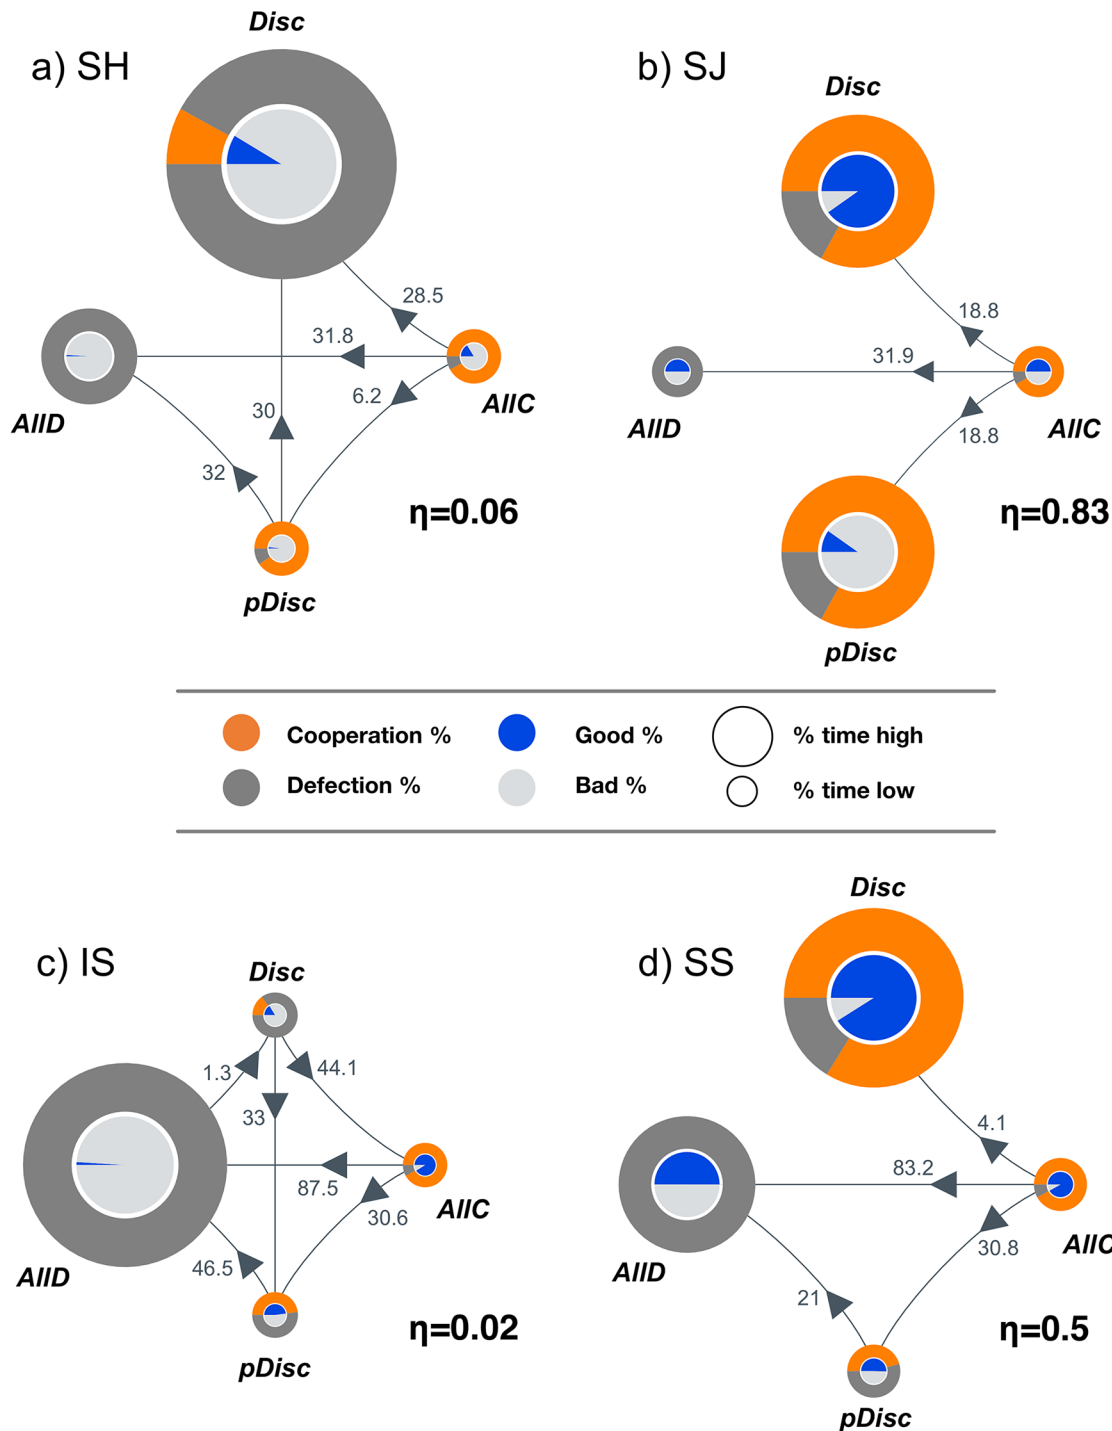 a) SH
Disc
28.5
31.8
6.2
30
32
AllD
AllC
pDisc
η=0.06
b) SJ
Disc
18.8
31.9
18.8
AllD
AllC
pDisc
η=0.83
Cooperation %
Good %
% time high
Defection %
Bad %
% time low
c) IS
Disc
1.3
44.1
33
87.5
30.6
46.5
AllD
AllC
pDisc
η=0.02
d) SS
Disc
4.1
83.2
30.8
21
AllD
AllC
pDisc
η=0.5